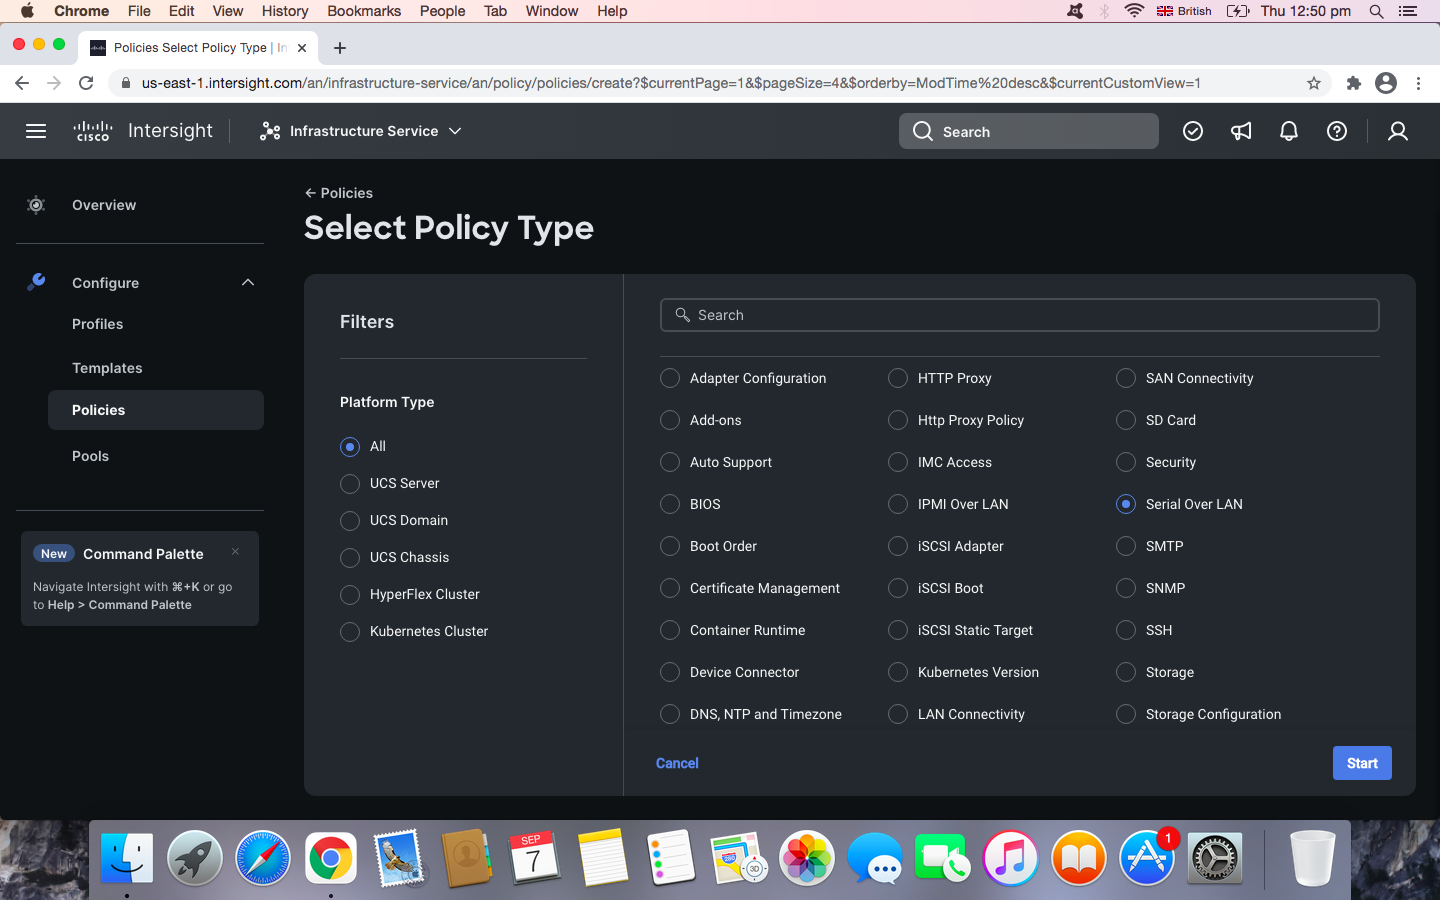 Chrome File Edit View History Bookmarks People Tab Window Help British Thu 12:50 pm
Policies Select Policy Type | In
us-east-1.intersight.com/an/infrastructure-service/an/policy/policies/create?$currentPage=1&$pageSize=4&$orderby=ModTime%20desc&$currentCustomView=1
CISCO Intersight Infrastructure Service Search
Overview
Configure
Profiles
Templates
Policies
Pools
New Command Palette
Navigate Intersight with ⌘+K or go
to Help > Command Palette
← Policies
Select Policy Type
Filters
Platform Type
All
UCS Server
UCS Domain
UCS Chassis
HyperFlex Cluster
Kubernetes Cluster
Search
Adapter Configuration
Add-ons
Auto Support
BIOS
Boot Order
Certificate Management
Container Runtime
Device Connector
DNS, NTP and Timezone
HTTP Proxy
Http Proxy Policy
IMC Access
IPMI Over LAN
iSCSI Adapter
iSCSI Boot
iSCSI Static Target
Kubernetes Version
LAN Connectivity
SAN Connectivity
SD Card
Security
Serial Over LAN
SMTP
SNMP
SSH
Storage
Storage Configuration
Cancel
Start
SEP
7
280
3D
1